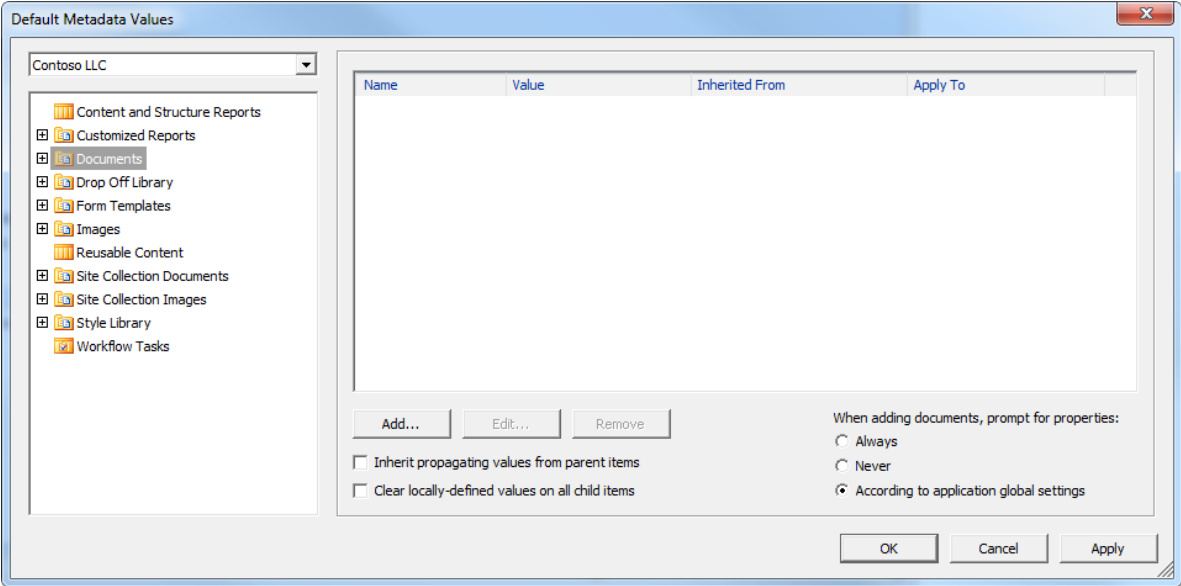 Default Metadata Values
Contoso LLC
Content and Structure Reports
Customized Reports
Documents
Drop Off Library
Form Templates
Images
Reusable Content
Site Collection Documents
Site Collection Images
Style Library
Workflow Tasks
Name Value Inherited From Apply To
Add... Edit... Remove
Inherit propagating values from parent items
Clear locally-defined values on all child items
When adding documents, prompt for properties:
Always
Never
According to application global settings
OK Cancel Apply